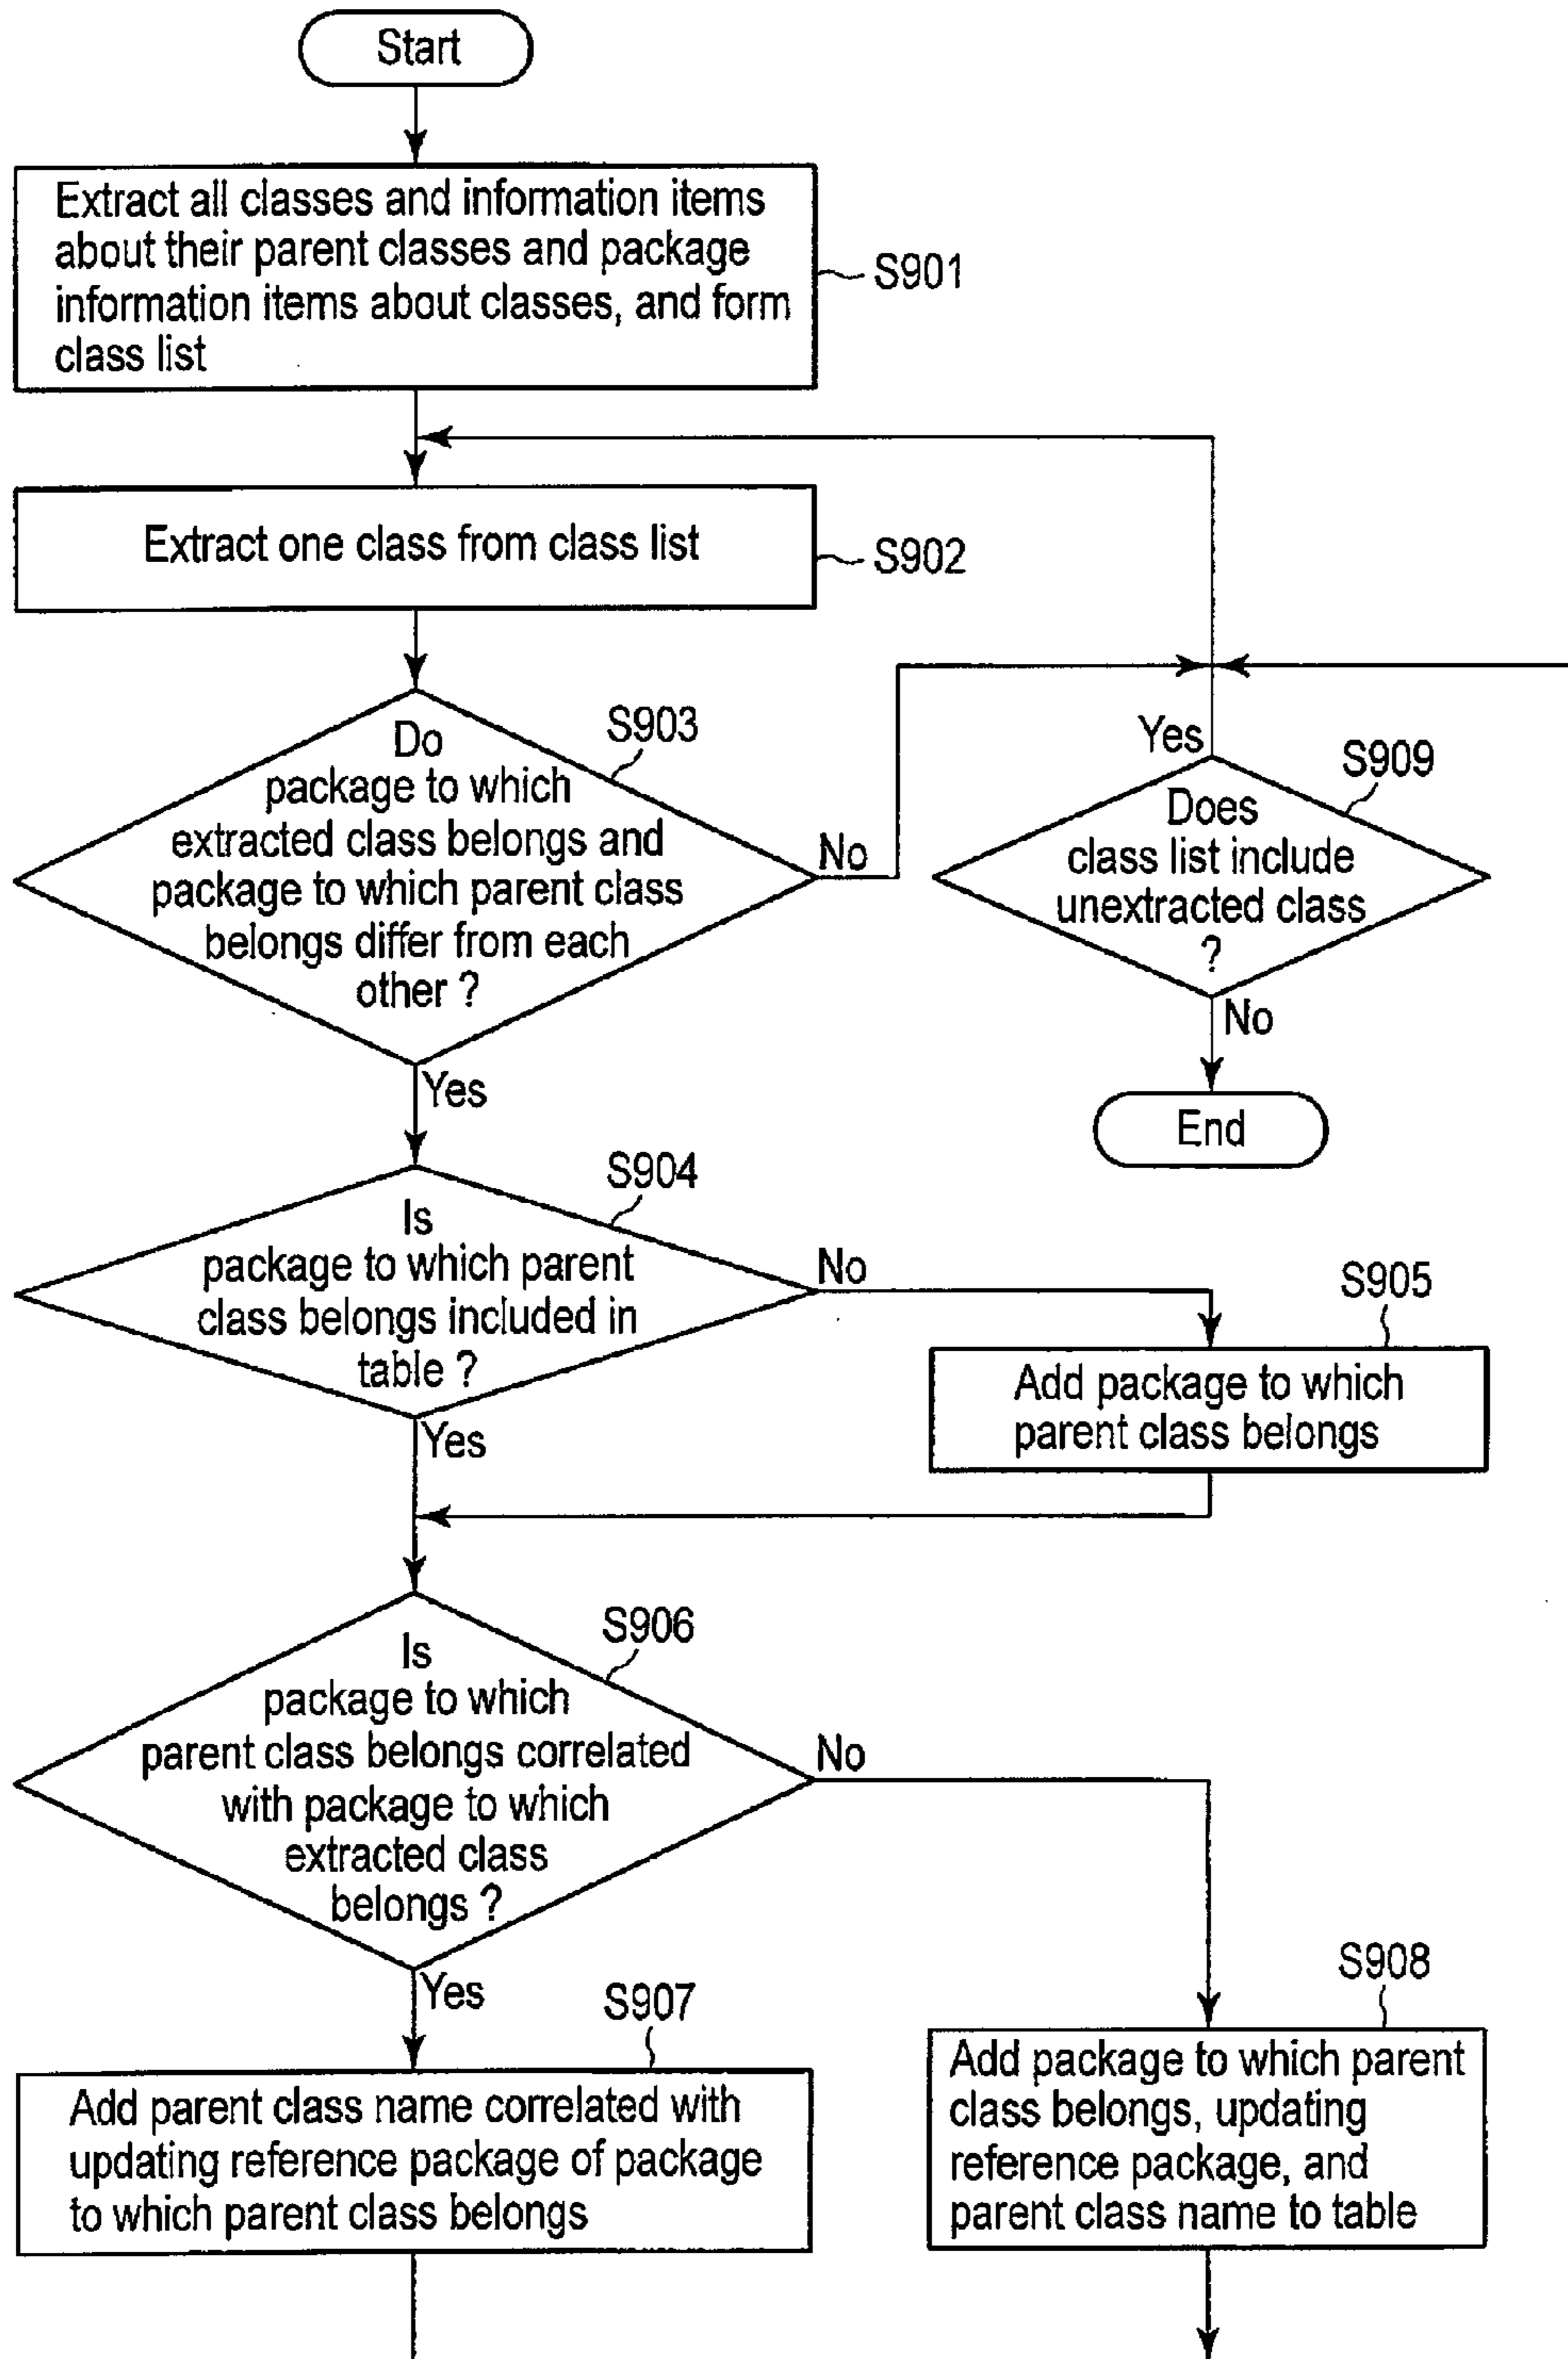 Start
Extract all classes and information items
about their parent classes and package
information items about classes, and form
class list
S901
Extract one class from class list
S902
Do
package to which
extracted class belongs and
package to which parent class
belongs differ from each
other ?
S903
No
Yes
Yes
Does
class list include
unextracted class
?
S909
No
End
Is
package to which parent
class belongs included in
table ?
S904
No
Yes
S905
Add package to which
parent class belongs
Is
package to which
parent class belongs correlated
with package to which
extracted class
belongs ?
S906
No
Yes
S907
Add parent class name correlated with
updating reference package of package
to which parent class belongs
S908
Add package to which parent
class belongs, updating
reference package, and
parent class name to table